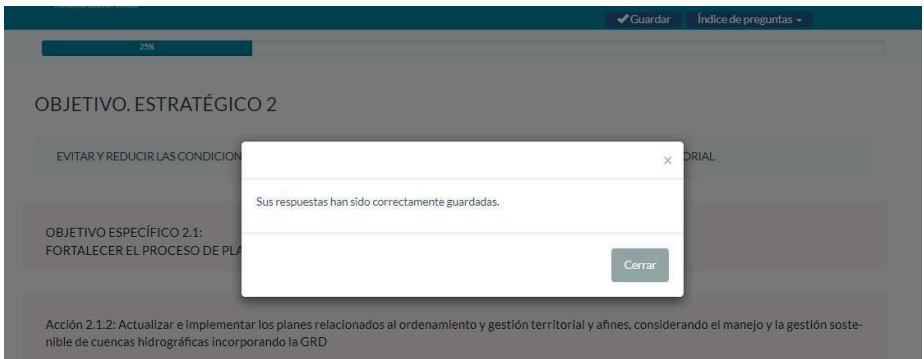 ✔Guardar Índice de preguntas
25%
OBJETIVO. ESTRATÉGICO 2
EVITAR Y REDUCIR LAS CONDICION
ORIAL
×
Sus respuestas han sido correctamente guardadas.
OBJETIVO ESPECÍFICO 2.1:
FORTALECER EL PROCESO DE PLA
Cerrar
Acción 2.1.2: Actualizar e implementar los planes relacionados al ordenamiento y gestión territorial y afines, considerando el manejo y la gestión soste-
nible de cuencas hidrográficas incorporando la GRD